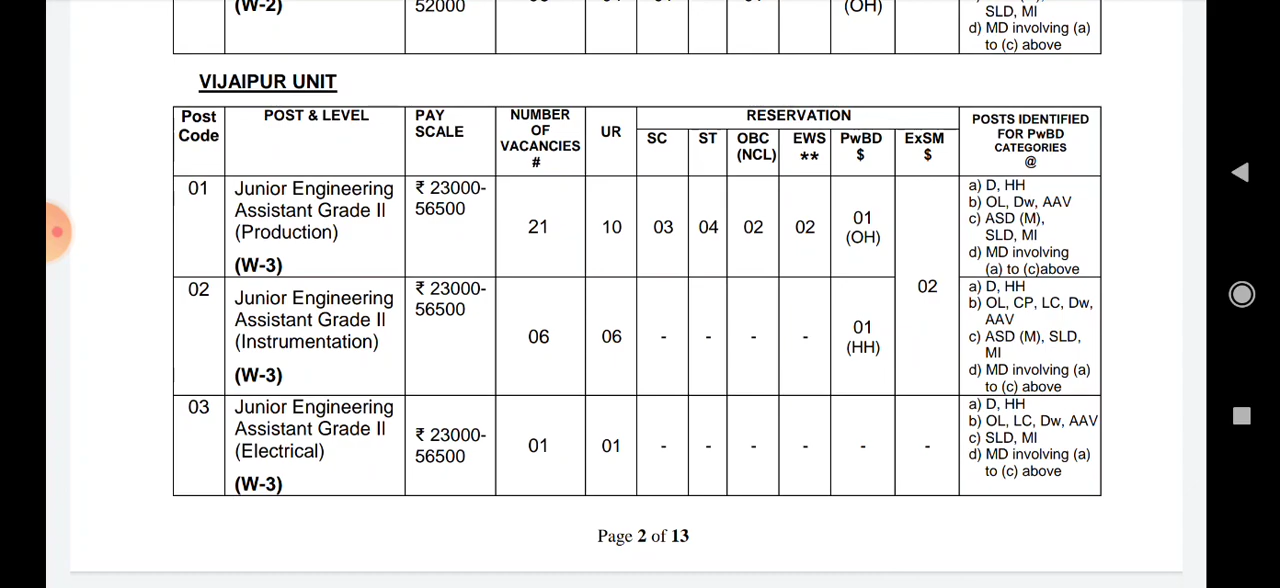 (W-2)
52000
(OH)
SLD, MI
d) MD involving (a)
to (c) above
VIJAIPUR UNIT
Post
Code
POST & LEVEL
PAY
SCALE
NUMBER
OF
VACANCIES
#
UR
RESERVATION
SC
ST
OBC
(NCL)
EWS
**
PwBD
$
ExSM
$
POSTS IDENTIFIED
FOR PwBD
CATEGORIES
@
01
Junior Engineering
Assistant Grade II
(Production)
(W-3)
₹ 23000-
56500
21
10
03
04
02
02
01
(OH)
02
a) D, HH
b) OL, Dw, AAV
c) ASD (M),
SLD, MI
d) MD involving
(a) to (c)above
02
Junior Engineering
Assistant Grade II
(Instrumentation)
(W-3)
₹ 23000-
56500
06
06
-
-
-
-
01
(HH)
a) D, HH
b) OL, CP, LC, Dw,
AAV
c) ASD (M), SLD,
MI
d) MD involving (a)
to (c) above
03
Junior Engineering
Assistant Grade II
(Electrical)
(W-3)
₹ 23000-
56500
01
01
-
-
-
-
-
-
a) D, HH
b) OL, LC, Dw, AAV
c) SLD, MI
d) MD involving (a)
to (c) above
Page 2 of 13